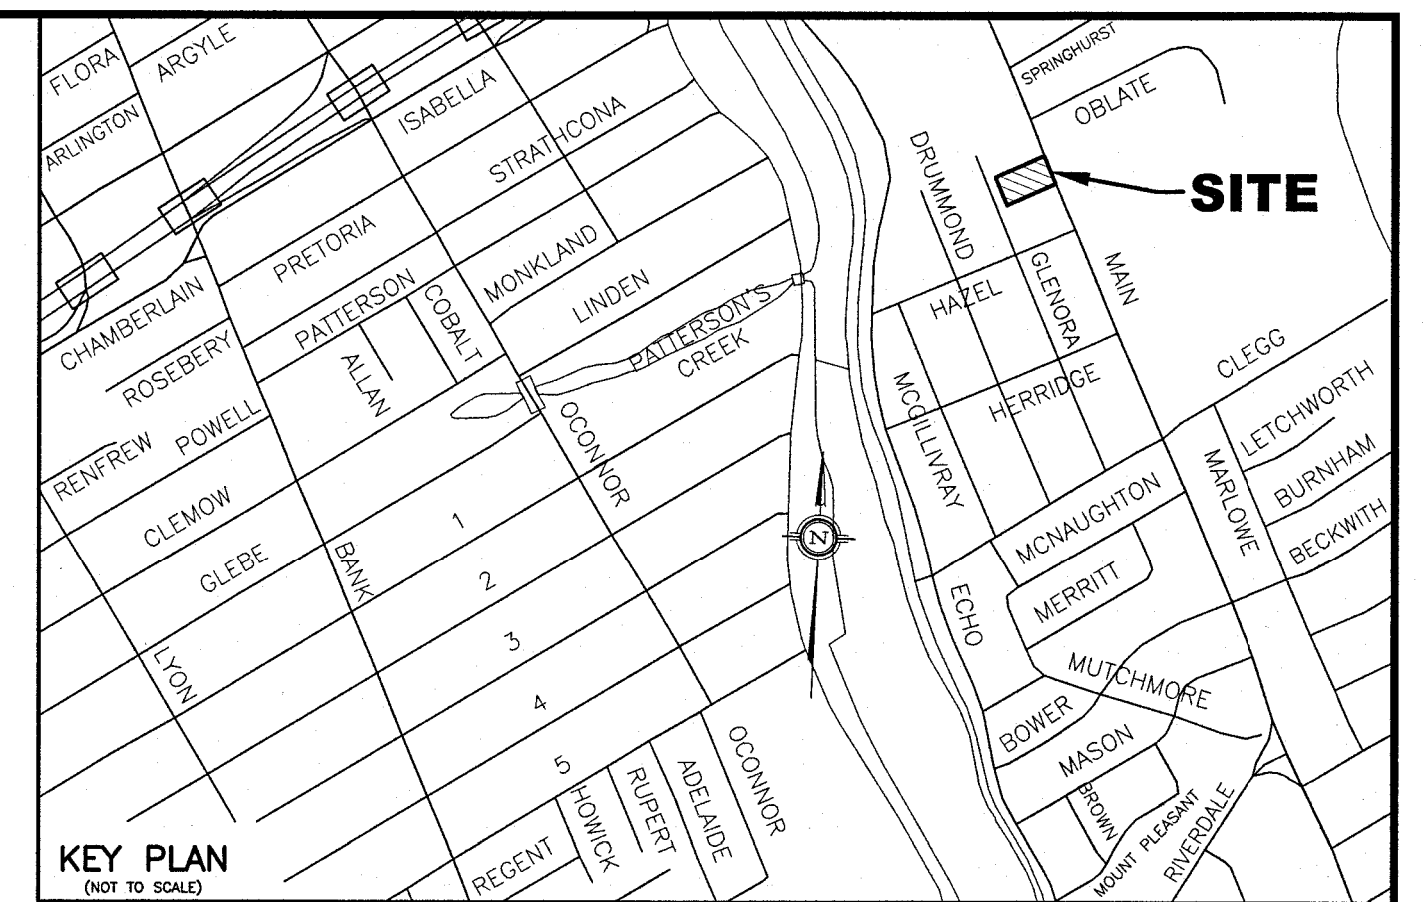 FLORA
ARGYLE
ARLINGTON
ISABELLA
STRATHCONA
SPRINGHURST
OBLATE
DRUMMOND
SITE
PRETORIA
PATTERSON
COBALT
MONKLAND
LINDEN
PATTERSON'S
CREEK
HAZEL
GLENORA
MAIN
CHAMBERLAIN
ROSEBERY
ALLAN
POWELL
RENFREW
OCONNOR
MCGILLIVRAY
HERRIDGE
CLEGG
LETCHWORTH
BURNHAM
BECKWITH
MARLOWE
CLEMOW
GLEBE
BANK
LYON
1
2
3
4
5
N
MCNAUGHTON
MERRITT
ECHO
MUTCHMORE
BOWER
MASON
BROWN
MOUNT PLEASANT
RIVERDALE
OCONNOR
ADELAIDE
RUPERT
HOWICK
REGENT
KEY PLAN
(NOT TO SCALE)